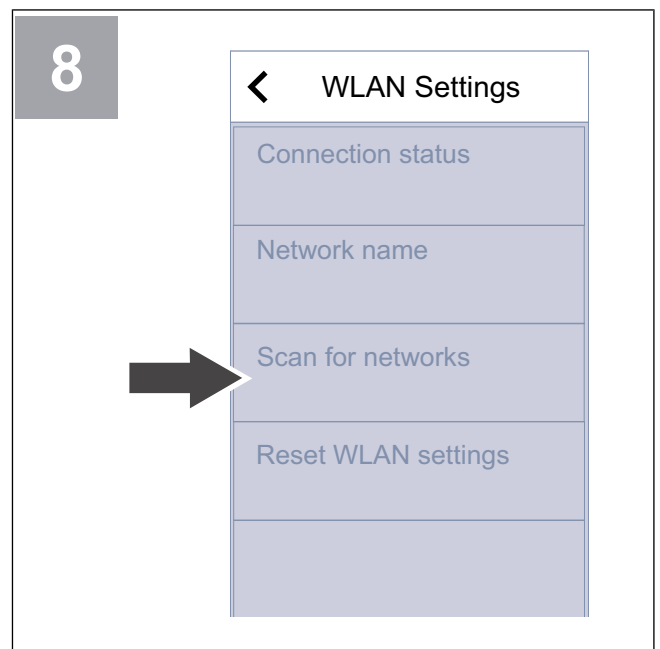 8
WLAN Settings
Connection status
Network name
Scan for networks
Reset WLAN settings